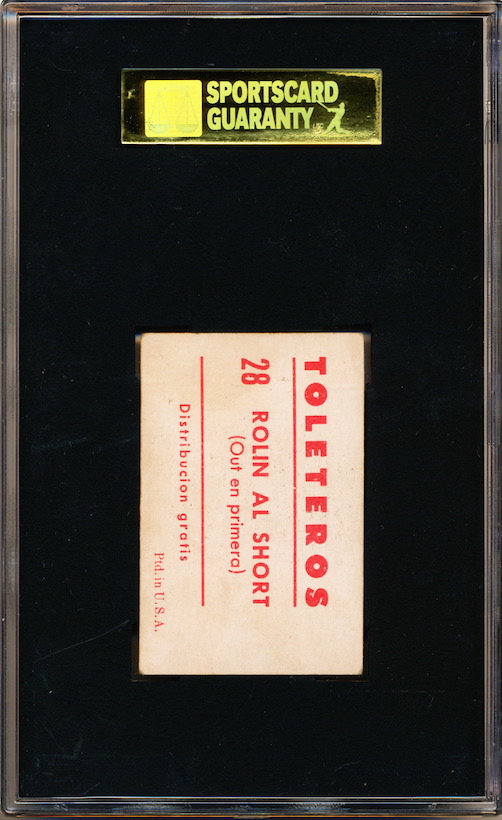 SPORTSCARD
GUARANTY
TOLETEROS
28 ROLIN AL SHORT
(Out en primera)
Distribucion gratis
Ptd. in U.S.A.